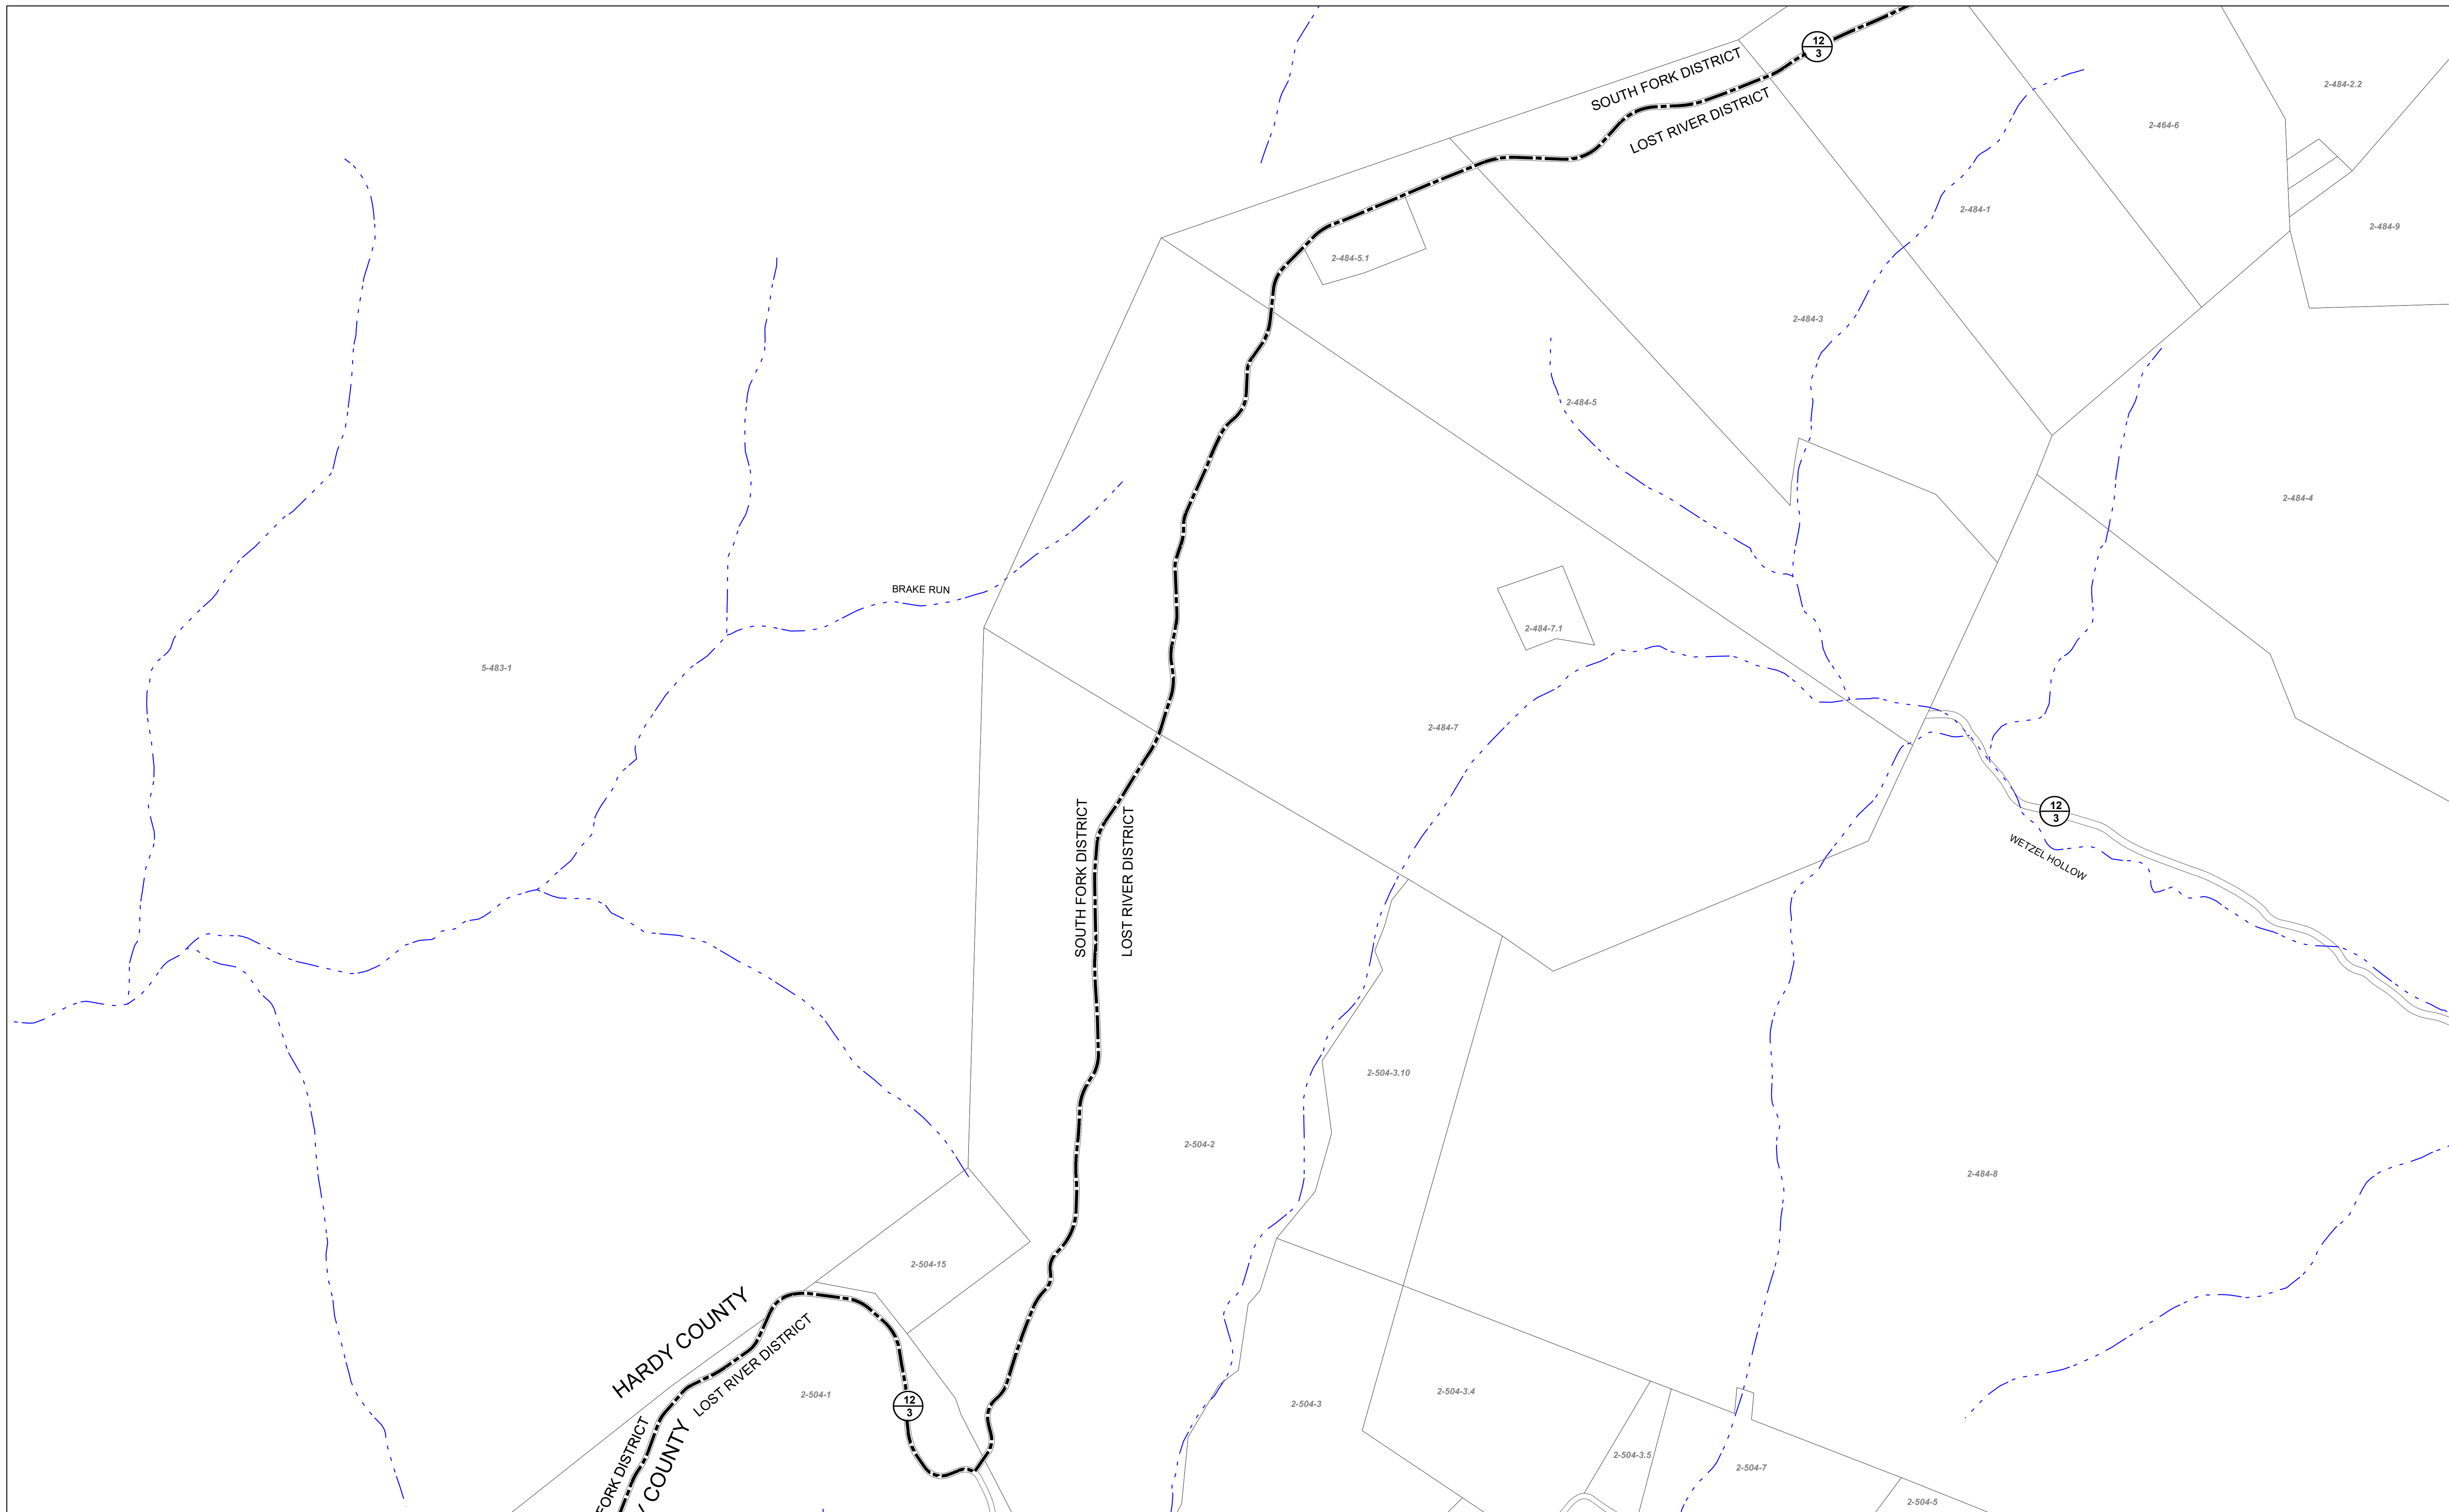 12
3
SOUTH FORK DISTRICT
LOST RIVER DISTRICT
2-484-2.2
2-464-6
2-484-1
2-484-9
2-484-5.1
2-484-3
2-484-5
2-484-4
BRAKE RUN
2-484-7.1
5-483-1
2-484-7
12
3
WETZEL HOLLOW
SOUTH FORK DISTRICT
LOST RIVER DISTRICT
2-504-3.10
2-504-2
2-484-8
2-504-15
HARDY COUNTY
LOST RIVER DISTRICT
2-504-1
12
3
2-504-3
2-504-3.4
2-504-3.5
2-504-7
2-504-5
FORK DISTRICT
COUNTY